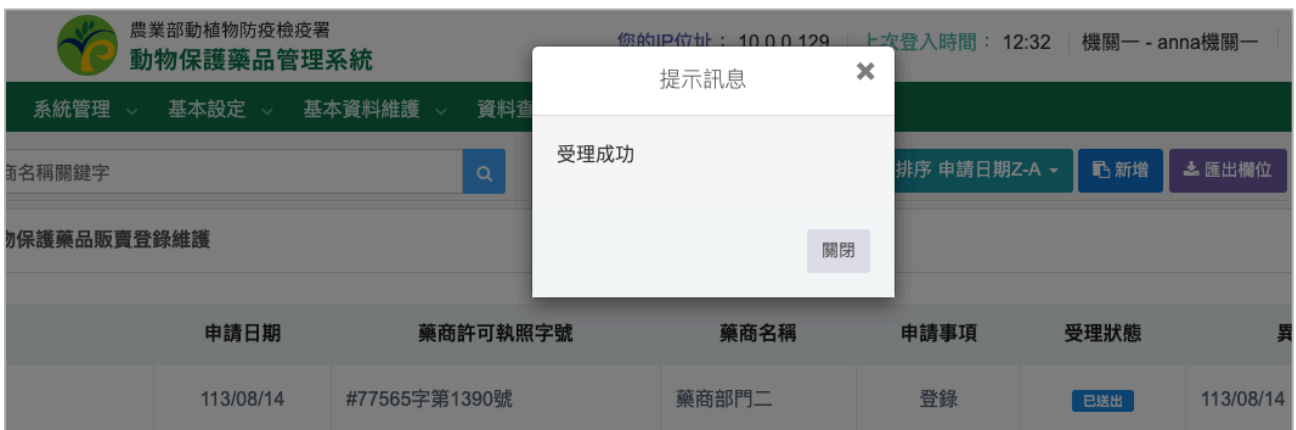 農業部動植物防疫檢疫署
動物保護藥品管理系統
您的IP位址： 10.0.0.129 上次登入時間： 12:32 機關一 - anna機關一
提示訊息
系統管理 基本設定 基本資料維護 資料查
受理成功
商名稱關鍵字
排序 申請日期Z-A 新增 匯出欄位
物保護藥品販賣登錄維護
關閉
申請日期 藥商許可執照字號 藥商名稱 申請事項 受理狀態 異
113/08/14 #77565字第1390號 藥商部門二 登錄 已送出 113/08/14